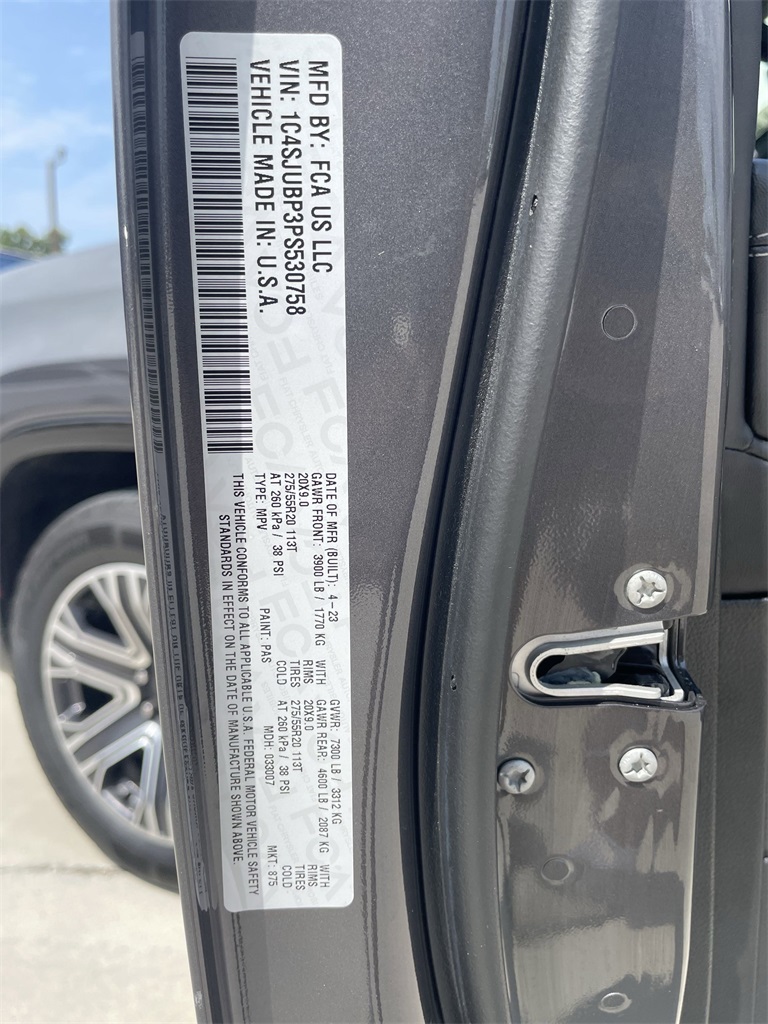 MFD BY: FCA US LLC
VIN: 1C4SJUBP3PS530758
VEHICLE MADE IN: U.S.A.
DATE OF MFR (BUILT): 4-23 GVWR: 7300 LB / 3312 KG
GAWR FRONT: 3900 LB / 1770 KG WITH GAWR REAR: 4600 LB / 2087 KG WITH
20X9.0 RIMS 20X9.0 RIMS
275/55R20 113T TIRES 275/55R20 113T TIRES
AT 260 kPa / 38 PSI COLD AT 260 kPa / 38 PSI COLD
TYPE: MPV PAINT: PAS MDH: 033007 MKT: 875
THIS VEHICLE CONFORMS TO ALL APPLICABLE U.S.A. FEDERAL MOTOR VEHICLE SAFETY
STANDARDS IN EFFECT ON THE DATE OF MANUFACTURE SHOWN ABOVE.